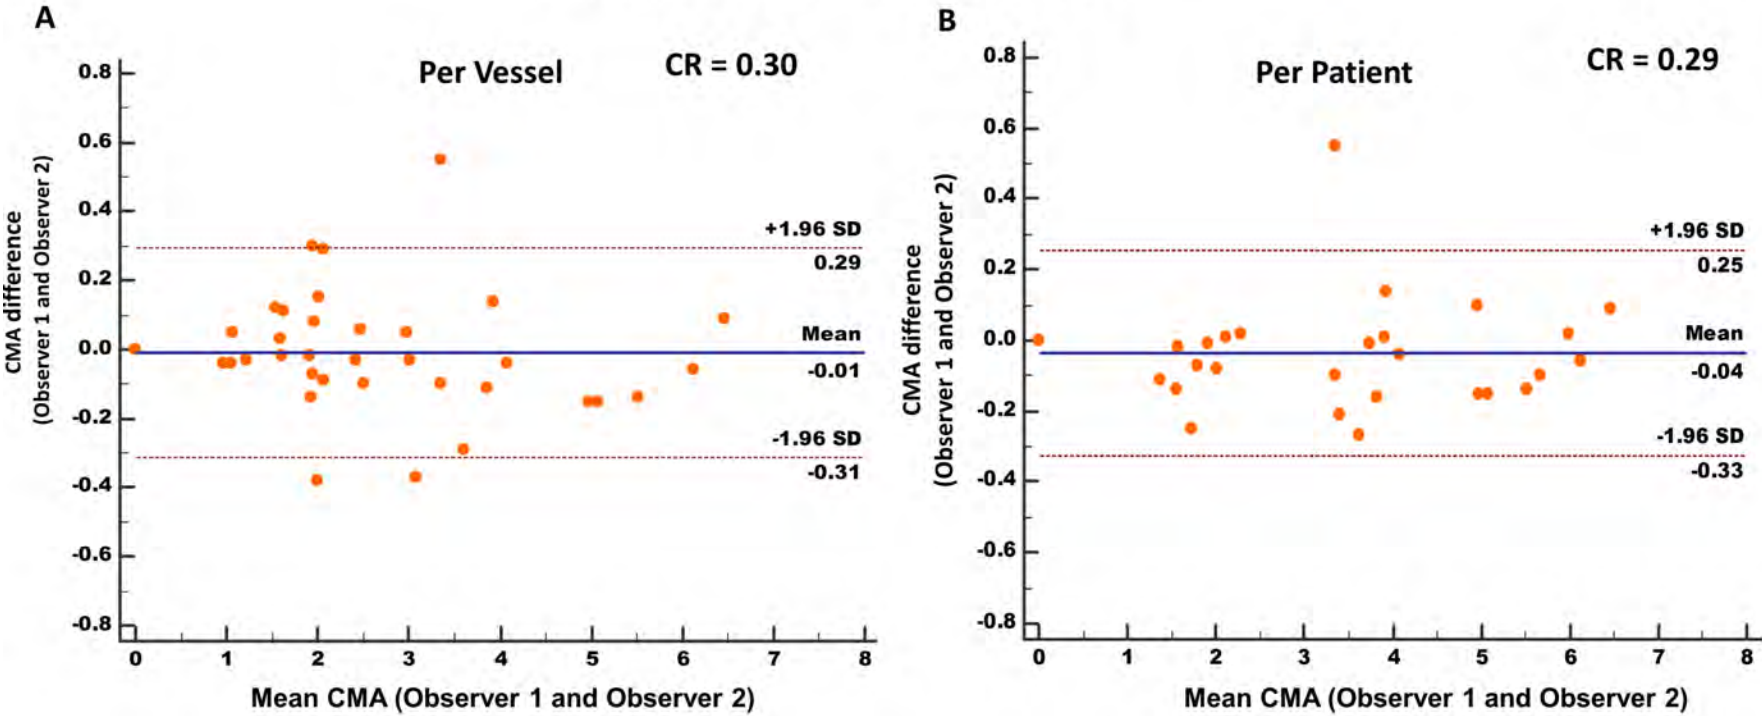 A
Per Vessel
CR = 0.30
CMA difference
(Observer 1 and Observer 2)
0.8
0.6
0.4
0.2
0.0
-0.2
-0.4
-0.6
-0.8
+1.96 SD
0.29
Mean
-0.01
-1.96 SD
-0.31
0 1 2 3 4 5 6 7 8
Mean CMA (Observer 1 and Observer 2)
B
Per Patient
CR = 0.29
CMA difference
(Observer 1 and Observer 2)
0.8
0.6
0.4
0.2
0.0
-0.2
-0.4
-0.6
-0.8
+1.96 SD
0.25
Mean
-0.04
-1.96 SD
-0.33
0 1 2 3 4 5 6 7 8
Mean CMA (Observer 1 and Observer 2)